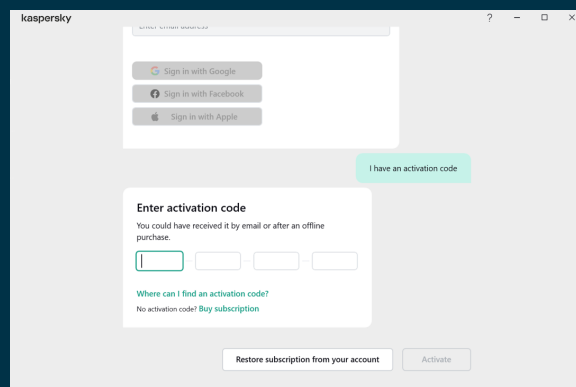 kaspersky
?
Enter email address
Sign in with Google
Sign in with Facebook
Sign in with Apple
I have an activation code
Enter activation code
You could have received it by email or after an offline
purchase.
Where can I find an activation code?
No activation code? Buy subscription
Restore subscription from your account
Activate